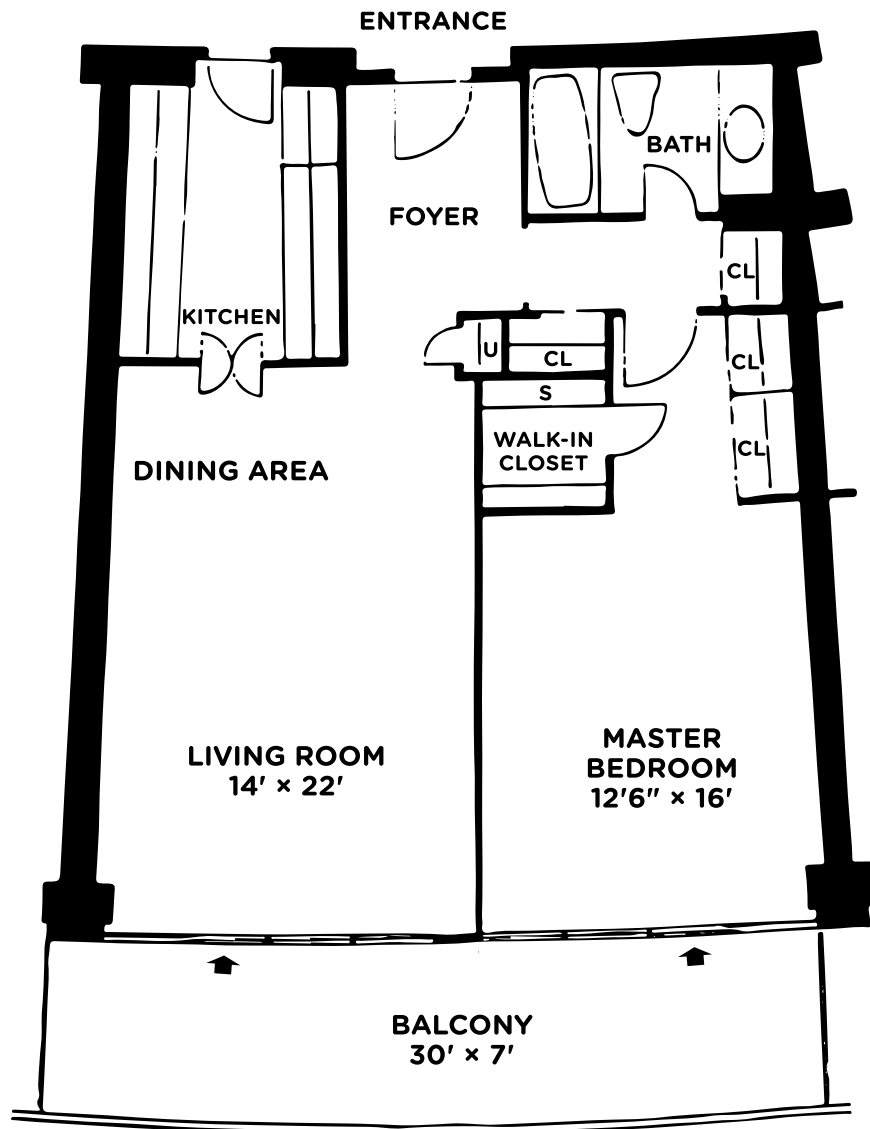 ENTRANCE
BATH
FOYER
CL
KITCHEN
U
CL
CL
S
WALK-IN
CLOSET
CL
DINING AREA
LIVING ROOM
14' × 22'
MASTER
BEDROOM
12'6" × 16'
BALCONY
30' × 7'